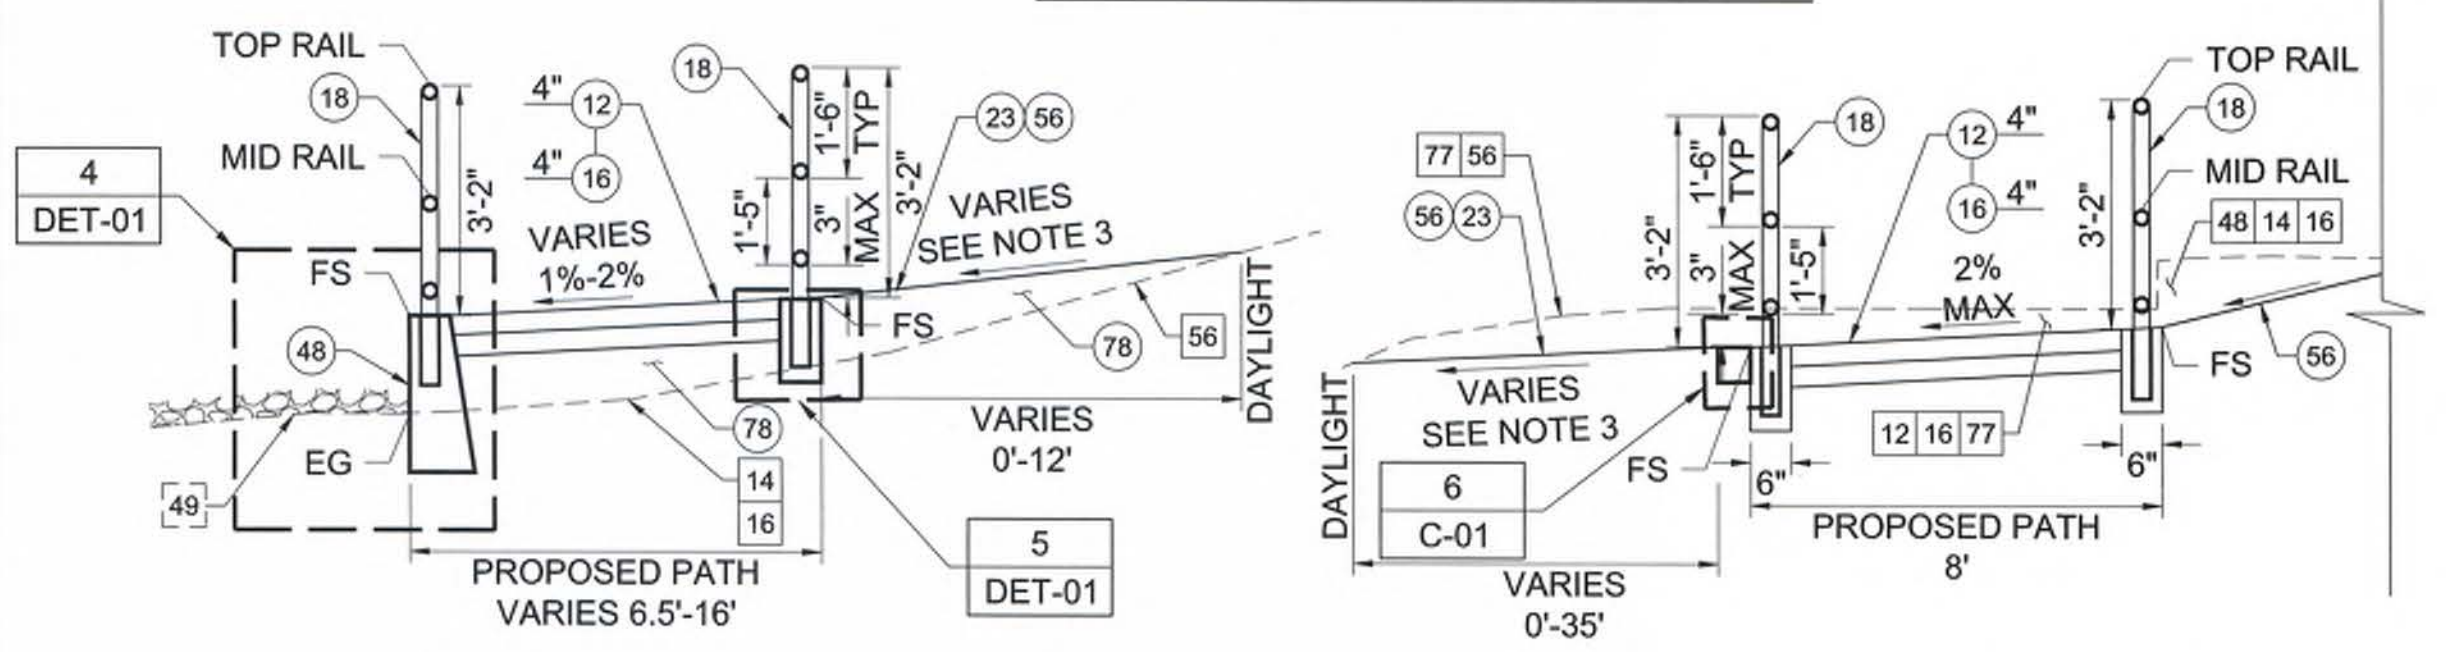 TOP RAIL
18
MID RAIL
4
DET-01
3'-2"
4" 12
4" 16
VARIES
1%-2%
FS
48
EG
49
18
1'-6"
TYP
1'-5"
3"
MAX
3'-2"
23 56
VARIES
SEE NOTE 3
FS
78
56
DAYLIGHT
78
14
16
VARIES
0'-12'
5
DET-01
PROPOSED PATH
VARIES 6.5'-16'
77 56
56 23
3'-2"
1'-6"
TYP
3"
MAX
1'-5"
18
12 4"
16 4"
2%
MAX
3'-2"
TOP RAIL
18
MID RAIL
48 14 16
FS
56
DAYLIGHT
VARIES
SEE NOTE 3
6
C-01
FS
6"
12 16 77
6"
PROPOSED PATH
8'
VARIES
0'-35'